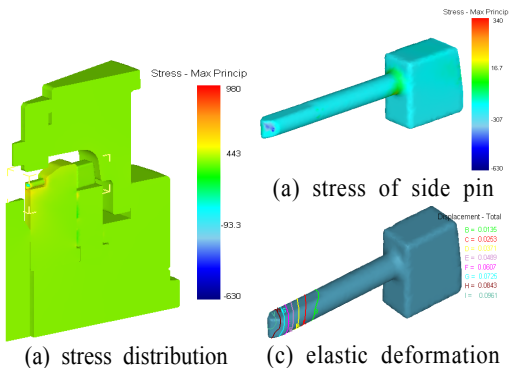 Stress - Max Princip
980
443
-93.3
-630
(a) stress distribution
Stress - Max Princip
340
16.7
-307
-630
(a) stress of side pin
Displacement - Total
B = 0.0135
C = 0.0253
E = 0.0489
F = 0.0607
G = 0.0725
H = 0.0843
I = 0.0961
(c) elastic deformation